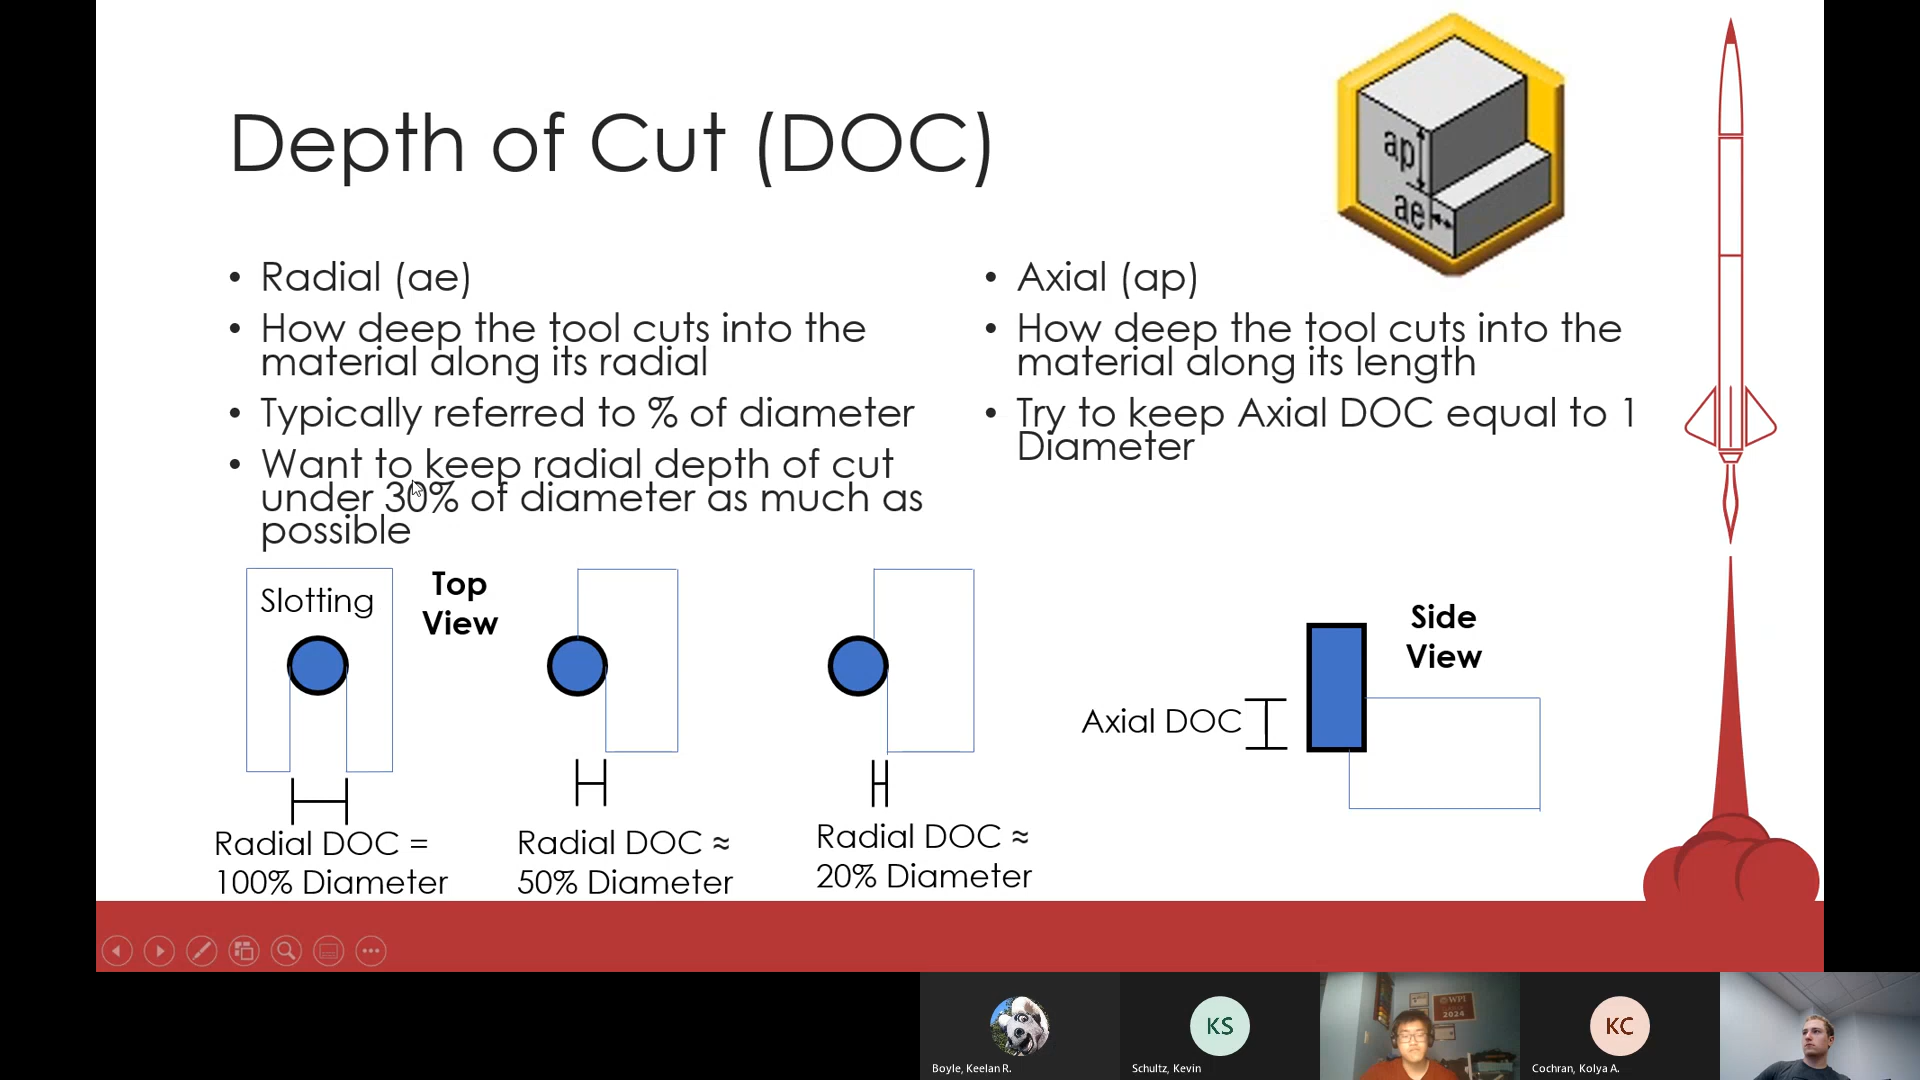 Depth of Cut (DOC)
ap
ae
• Radial (ae)
• How deep the tool cuts into the
material along its radial
• Typically referred to % of diameter
• Want to keep radial depth of cut
under 30% of diameter as much as
possible
• Axial (ap)
• How deep the tool cuts into the
material along its length
• Try to keep Axial DOC equal to 1
Diameter
Slotting
Top
View
Radial DOC =
100% Diameter
Radial DOC ≈
50% Diameter
Radial DOC ≈
20% Diameter
Axial DOC
Side
View
Boyle, Keelan R.
KS
Schultz, Kevin
WPI
2024
KC
Cochran, Kolya A.